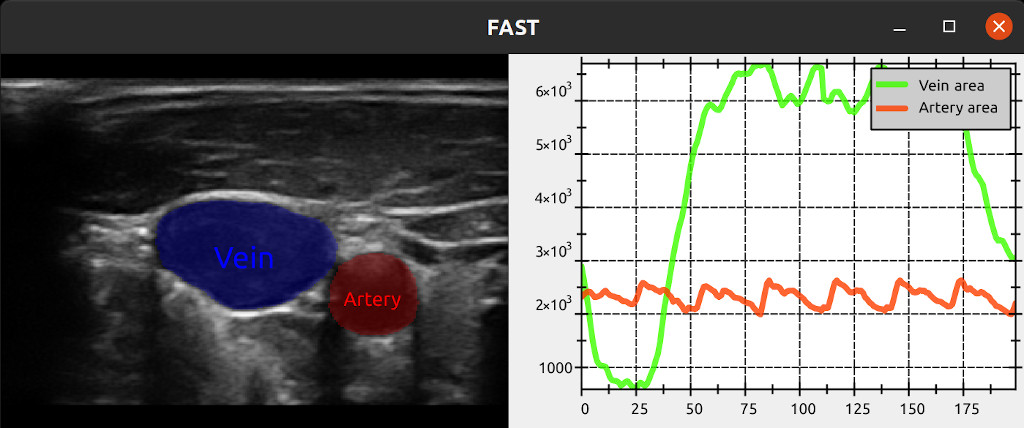 FAST
Vein
Artery
Vein area
Artery area
6×10³
5×10³
4×10³
3×10³
2×10³
1000
0 25 50 75 100 125 150 175